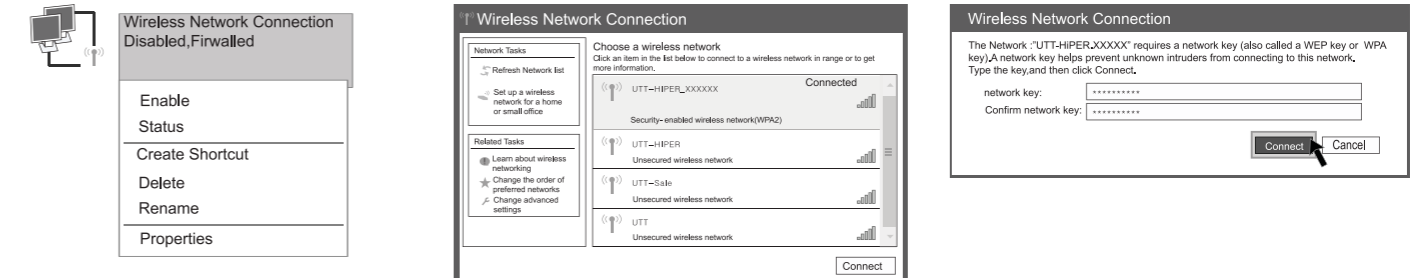 Wireless Network Connection
Disabled,Firwalled
Enable
Status
Create Shortcut
Delete
Rename
Properties
Wireless Network Connection
Network Tasks
Refresh Network list
Set up a wireless
network for a home
or small office
Related Tasks
Learn about wireless
networking
Change the order of
preferred networks
Change advanced
settings
Choose a wireless network
Click an item in the list below to connect to a wireless network in range or to get
more information.
UTT-HIPER_XXXXXX
Connected
Security-enabled wireless network(WPA2)
UTT-HIPER
Unsecured wireless network
UTT-Sale
Unsecured wireless network
UTT
Unsecured wireless network
Connect
Wireless Network Connection
The Network :"UTT-HiPER.XXXXX" requires a network key (also called a WEP key or WPA
key).A network key helps prevent unknown intruders from connecting to this network.
Type the key,and then click Connect.
network key: **********
Confirm network key: **********
Connect Cancel